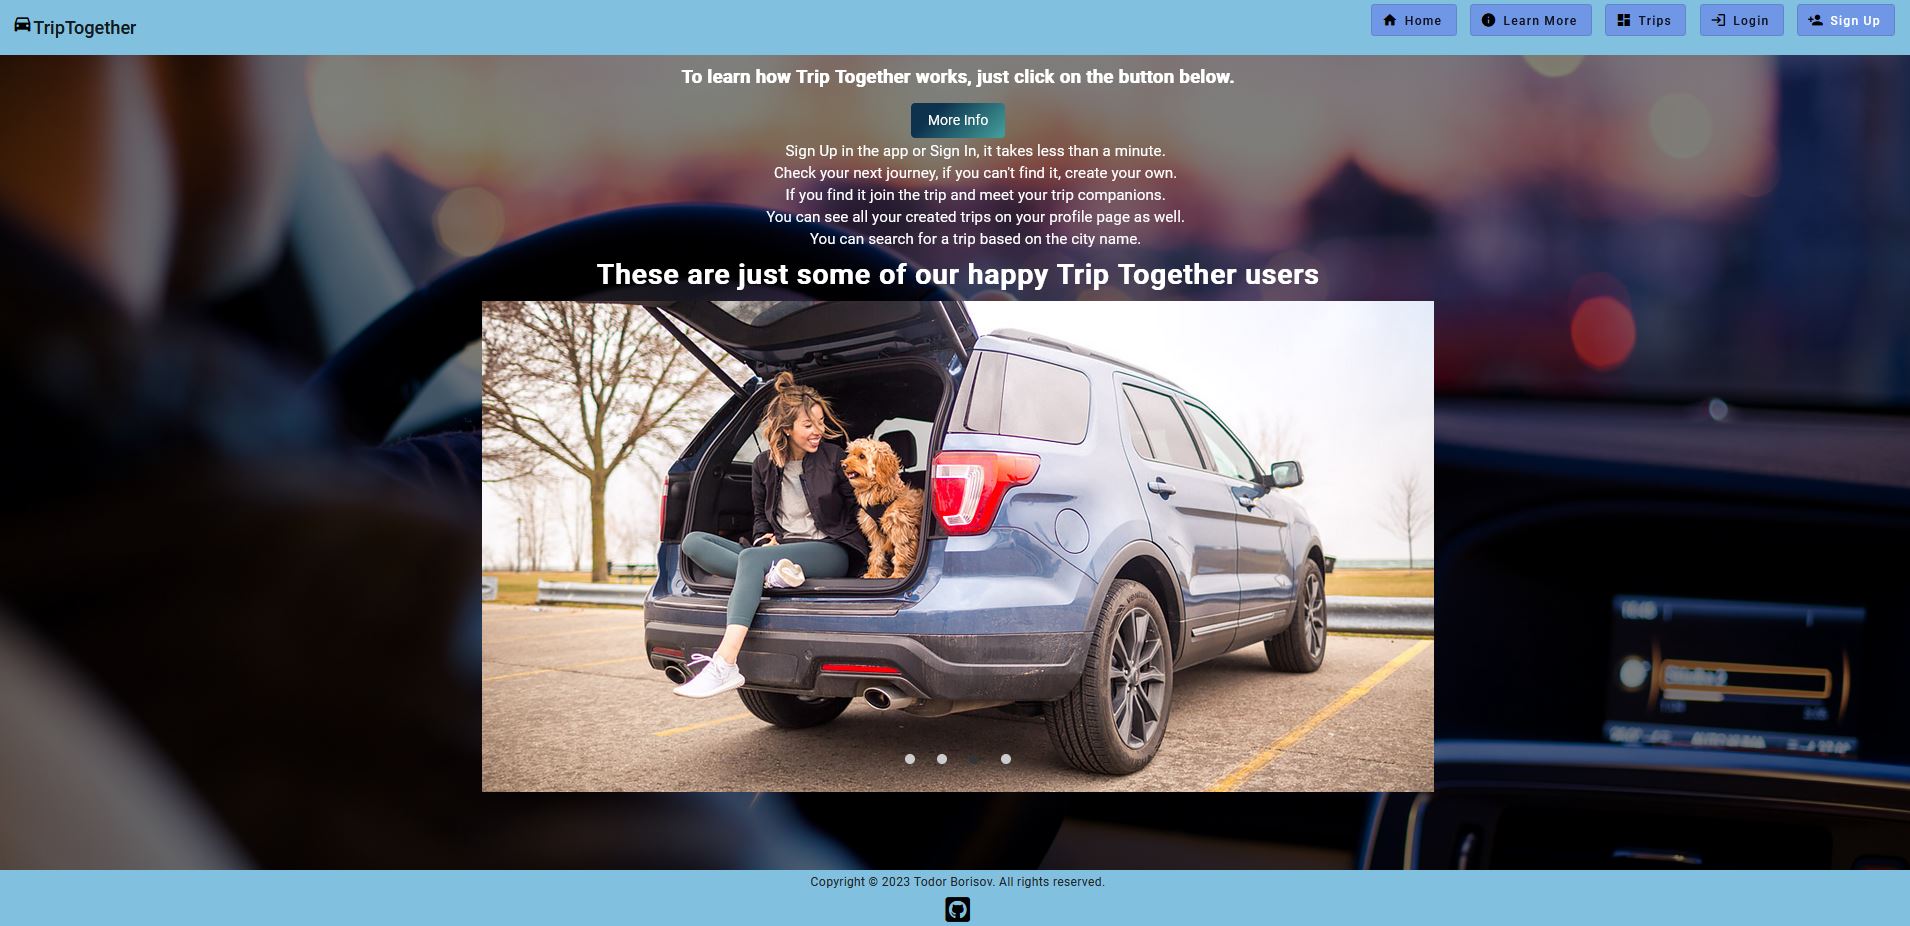 TripTogether
Home
Learn More
Trips
Login
Sign Up
To learn how Trip Together works, just click on the button below.
More Info
Sign Up in the app or Sign In, it takes less than a minute.
Check your next journey, if you can't find it, create your own.
If you find it join the trip and meet your trip companions.
You can see all your created trips on your profile page as well.
You can search for a trip based on the city name.
These are just some of our happy Trip Together users
Copyright © 2023 Todor Borisov. All rights reserved.